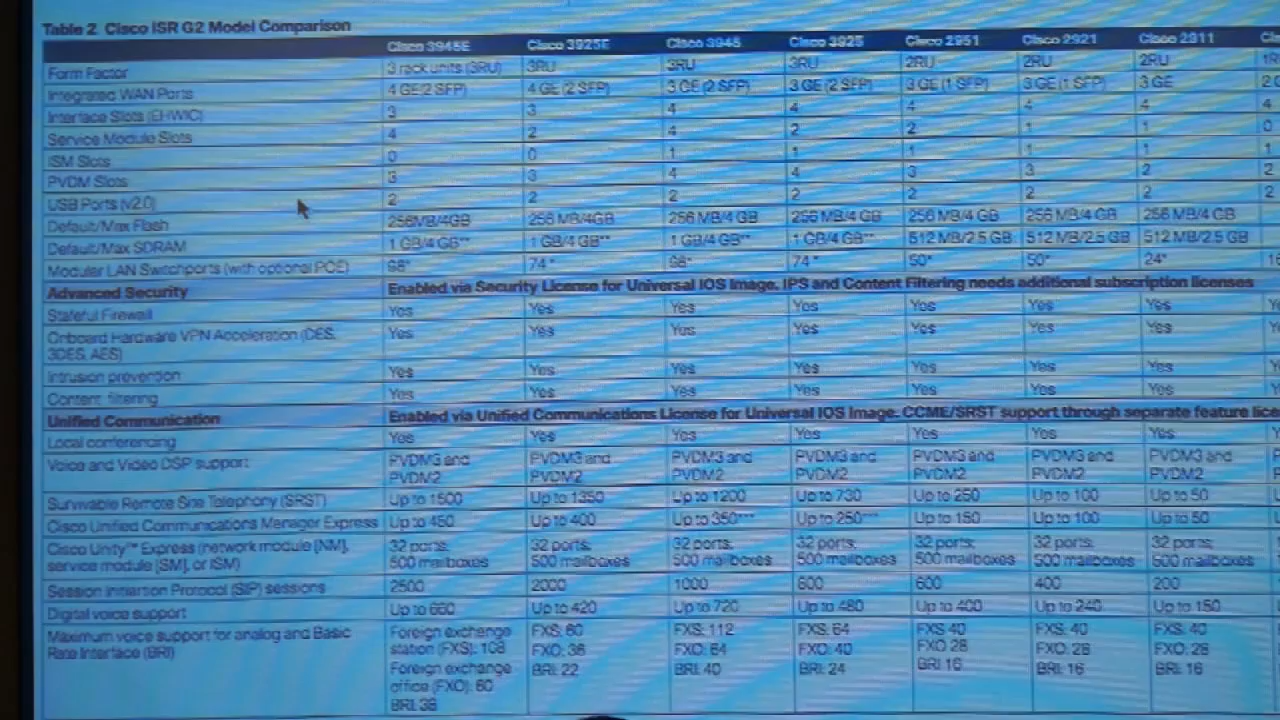 Table 2 Cisco ISR G2 Model Comparison
Cisco 3945E Cisco 3925E Cisco 3945 Cisco 3925 Cisco 2951 Cisco 2921 Cisco 2911
Form Factor 3 rack units (3RU) 3RU 3RU 3RU 2RU 2RU 2RU
Integrated WAN Ports 4 GE(2 SFP) 4 GE (2 SFP) 3 GE (2 SFP) 3 GE (2 SFP) 3 GE (1 SFP) 3 GE (1 SFP) 3 GE
Interface Slots (EHWIC) 3 3 4 4 4 4 4 4
Service Module Slots 4 2 4 2 2 1 1 0
ISM Slots 0 0 1 1 1 1 1 1
PVDM Slots 3 3 4 4 3 3 2 2
USB Ports (v2.0) 2 2 2 2 2 2 2 2
Default/Max Flash 256MB/4GB 256 MB/4GB 256 MB/4 GB 256 MB/4 GB 256 MB/4 GB 256 MB/4 GB 256 MB/4 GB
Default/Max SDRAM 1 GB/4 GB** 1 GB/4 GB** 1 GB/4 GB** 1 GB/4 GB** 512 MB/2.5 GB 512 MB/2.5 GB 512 MB/2.5 GB
Modular LAN Switchports (with optional POE) 98* 74* 98* 74* 50* 50* 24*
Advanced Security Enabled via Security License for Universal IOS Image. IPS and Content Filtering needs additional subscription licenses
Stateful Firewall Yes Yes Yes Yes Yes Yes Yes
Onboard Hardware VPN Acceleration (DES, Yes Yes Yes Yes Yes Yes Yes
3DES, AES)
Intrusion prevention Yes Yes Yes Yes Yes Yes Yes
Content filtering Yes Yes Yes Yes Yes Yes Yes
Unified Communication Enabled via Unified Communications License for Universal IOS Image. CCME/SRST support through separate feature lice
Local conferencing Yes Yes Yes Yes Yes Yes Yes
Voice and Video DSP support PVDM3 and PVDM3 and PVDM3 and PVDM3 and PVDM3 and PVDM3 and PVDM3 and
PVDM2 PVDM2 PVDM2 PVDM2 PVDM2 PVDM2 PVDM2
Survivable Remote Site Telephony (SRST) Up to 1500 Up to 1350 Up to 1200 Up to 730 Up to 250 Up to 100 Up to 50
Cisco Unified Communications Manager Express Up to 450 Up to 400 Up to 350*** Up to 250*** Up to 150 Up to 100 Up to 50
Cisco Unity™ Express (network module [NM], 32 ports; 32 ports; 32 ports; 32 ports; 32 ports; 32 ports; 32 ports;
service module [SM], or ISM) 500 mailboxes 500 mailboxes 500 mailboxes 500 mailboxes 500 mailboxes 500 mailboxes 500 mailboxes
Session Initiation Protocol (SIP) sessions 2500 2000 1000 800 600 400 200
Digital voice support Up to 660 Up to 420 Up to 720 Up to 480 Up to 400 Up to 240 Up to 150
Maximum voice support for analog and Basic Foreign exchange FXS: 60 FXS: 112 FXS: 64 FXS 40 FXS: 40 FXS: 40
Rate Interface (BRI) station (FXS): 108 FXO: 36 FXO: 64 FXO: 40 FXO 28 FXO: 28 FXO: 28
Foreign exchange BRI: 22 BRI: 40 BRI: 24 BRI 16 BRI: 16 BRI: 16
office (FXO): 60
BRI: 36